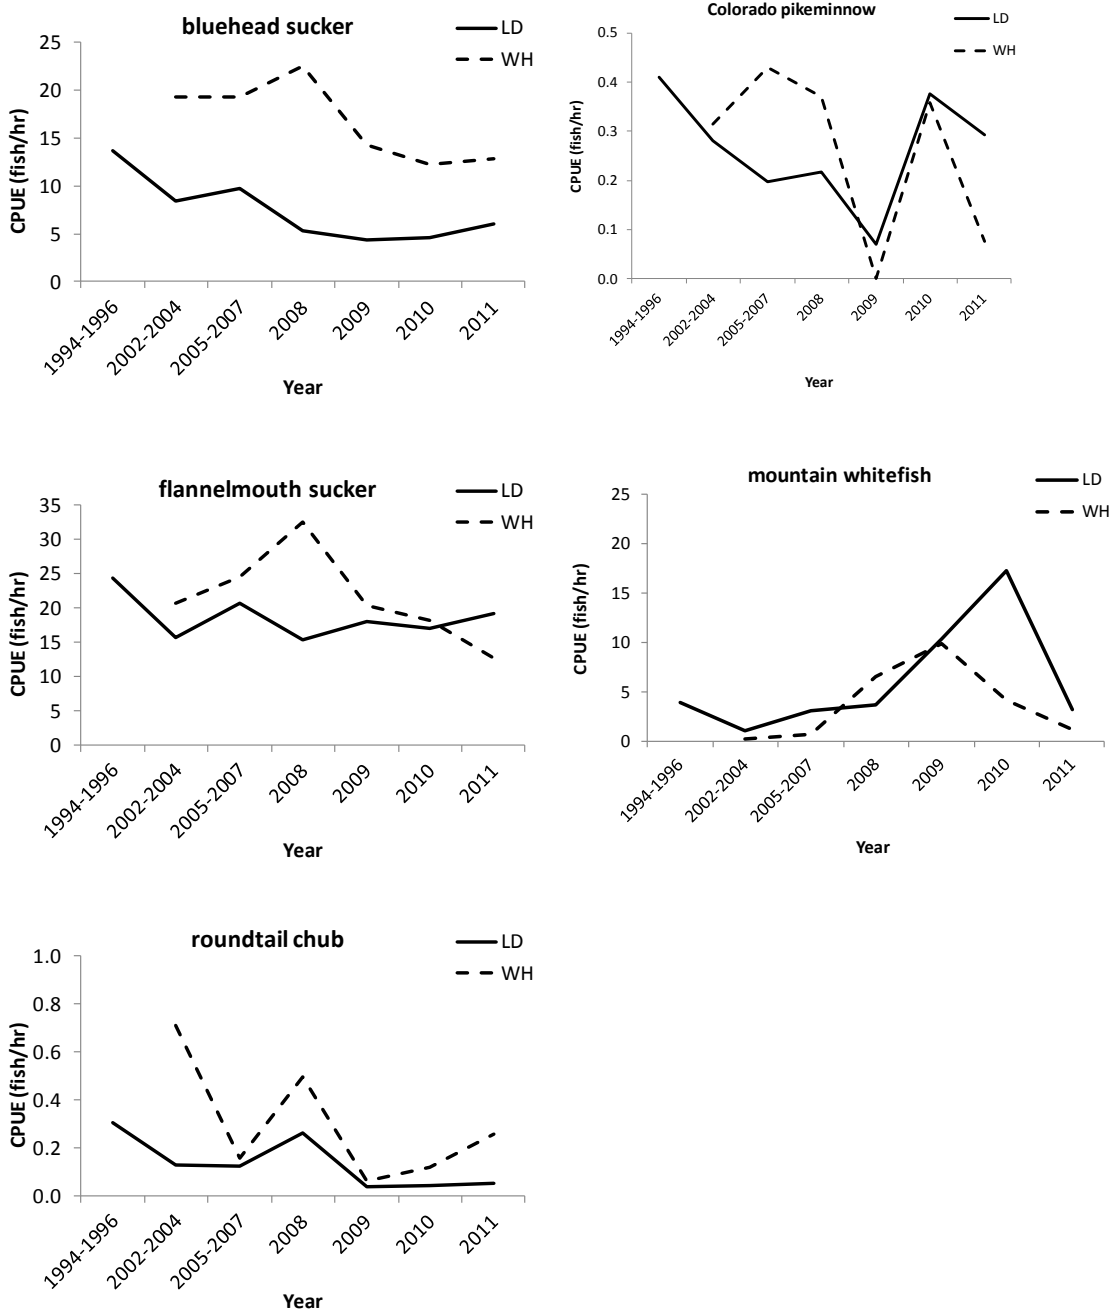 bluehead sucker
LD
WH
CPUE (fish/hr)
25
20
15
10
5
0
1994-1996
2002-2004
2005-2007
2008
2009
2010
2011
Year
Colorado pikeminnow
LD
WH
CPUE (fish/hr)
0.5
0.4
0.3
0.2
0.1
0.0
1994-1996
2002-2004
2005-2007
2008
2009
2010
2011
Year
flannelmouth sucker
LD
WH
CPUE (fish/hr)
35
30
25
20
15
10
5
0
1994-1996
2002-2004
2005-2007
2008
2009
2010
2011
Year
mountain whitefish
LD
WH
CPUE (fish/hr)
25
20
15
10
5
0
1994-1996
2002-2004
2005-2007
2008
2009
2010
2011
Year
roundtail chub
LD
WH
CPUE (fish/hr)
1.0
0.8
0.6
0.4
0.2
0.0
1994-1996
2002-2004
2005-2007
2008
2009
2010
2011
Year